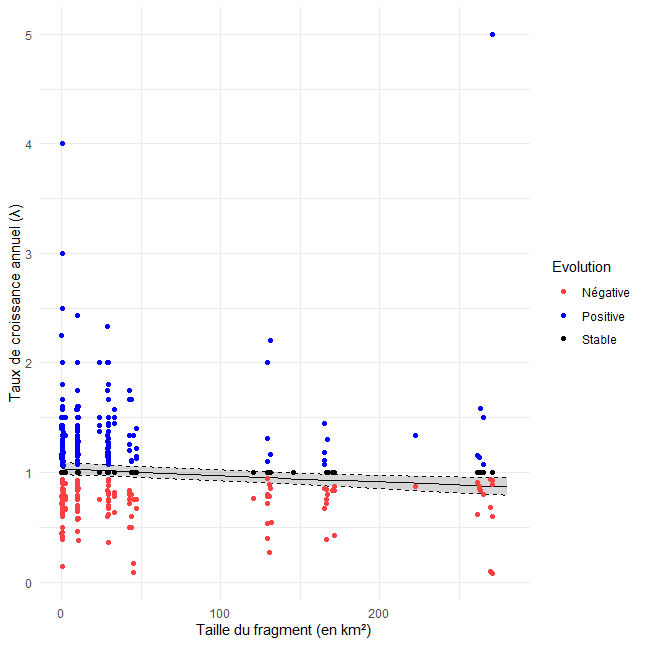 5
4
3
2
1
0
0
100
200
Taux de croissance annuel (λ)
Taille du fragment (en km²)
Evolution
Négative
Positive
Stable